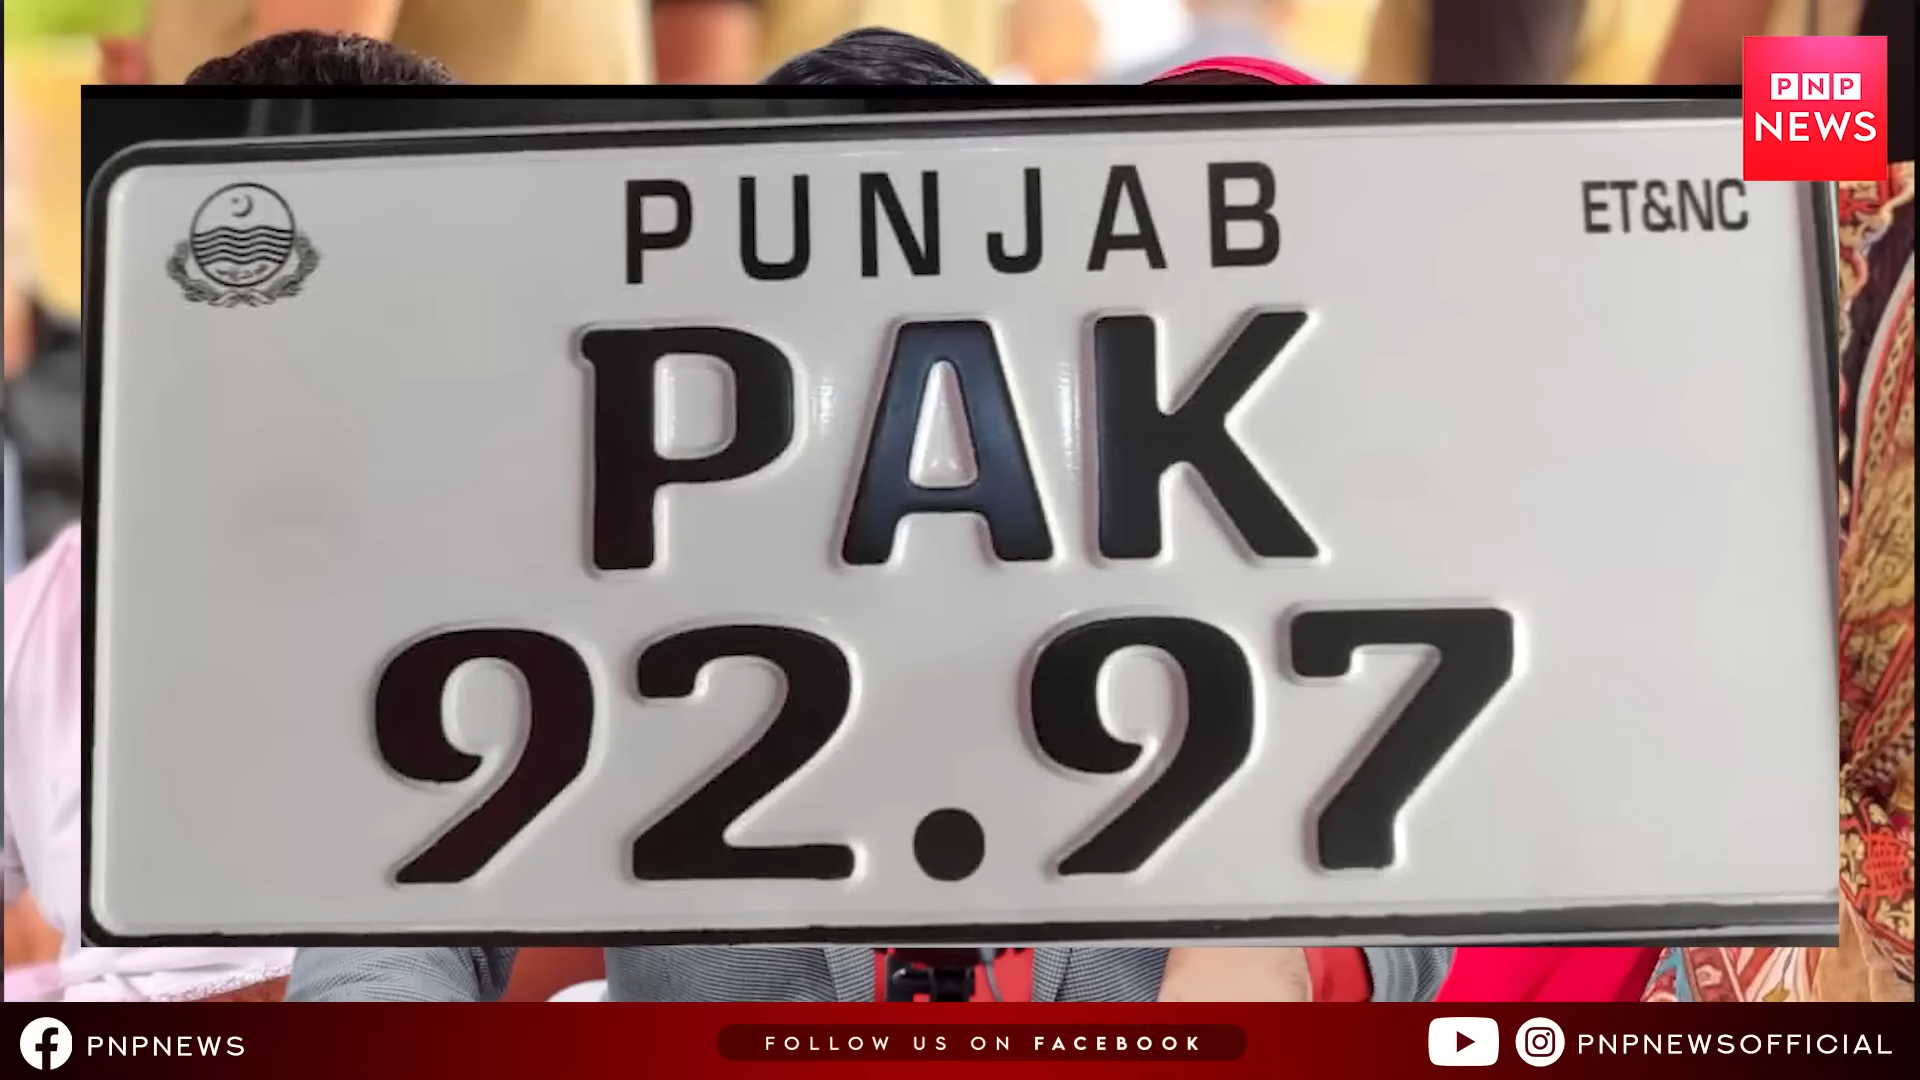 PNP
NEWS
PUNJAB
ET&NC
PAK
92.97
PNPNEWS
FOLLOW US ON FACEBOOK
PNPNEWSOFFICIAL